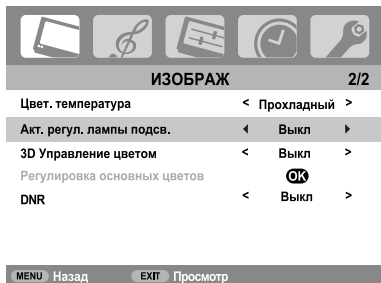 ИЗОБРАЖ 2/2
Цвет. температура < Прохладный >
Акт. регул. лампы подсв. Выкл
3D Управление цветом < Выкл >
Регулировка основных цветов OK
DNR < Выкл >
MENU Назад EXIT Просмотр